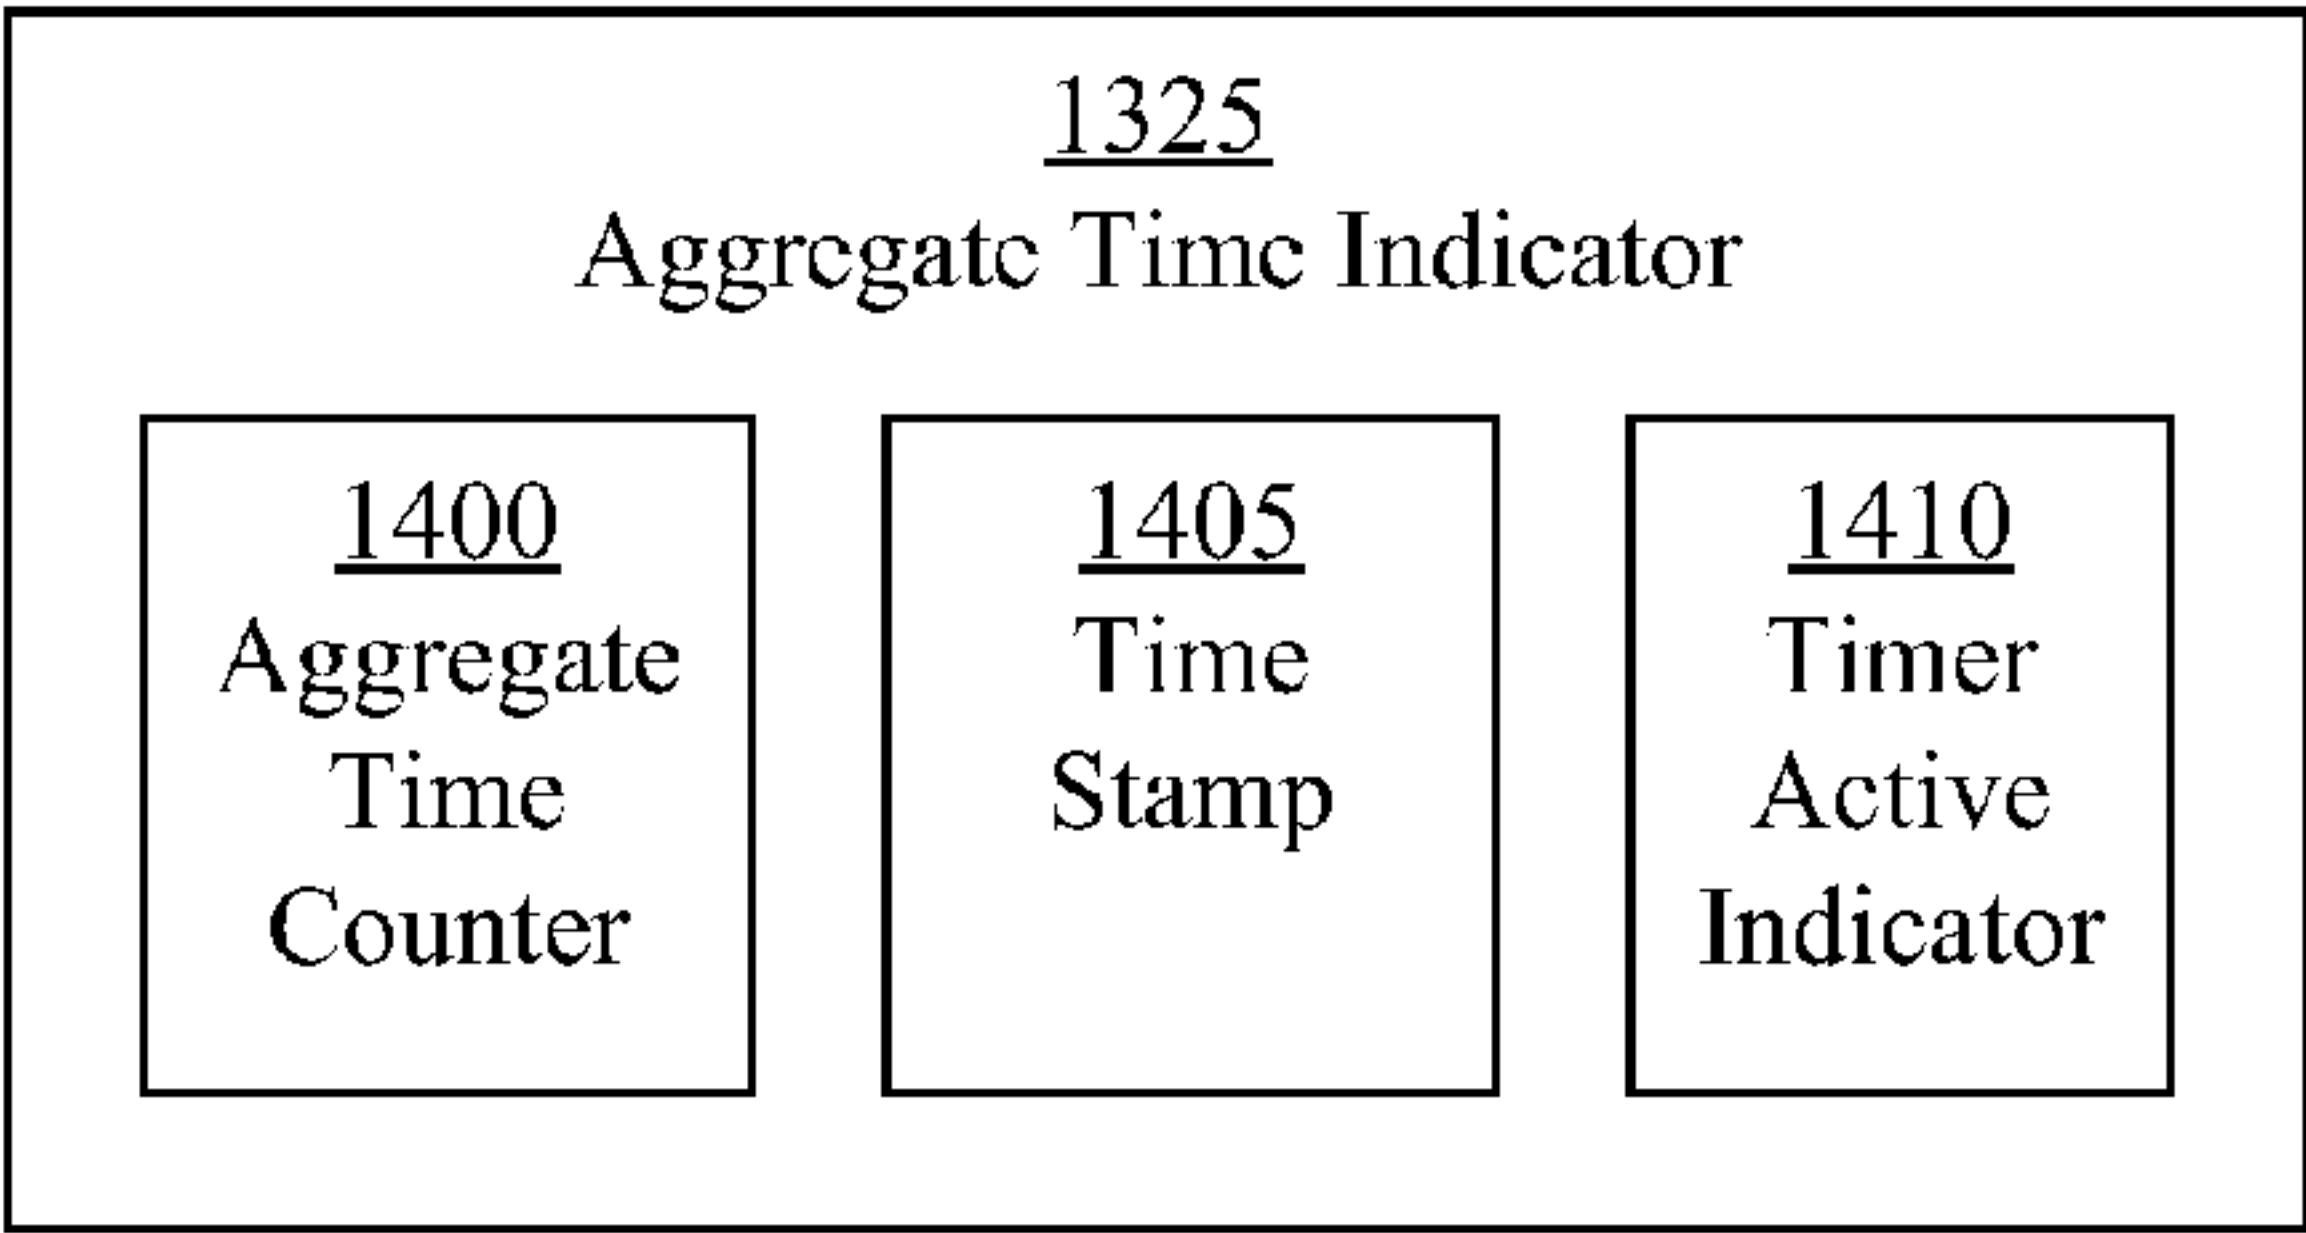 1325
Aggregate Time Indicator
1400
Aggregate
Time
Counter
1405
Time
Stamp
1410
Timer
Active
Indicator